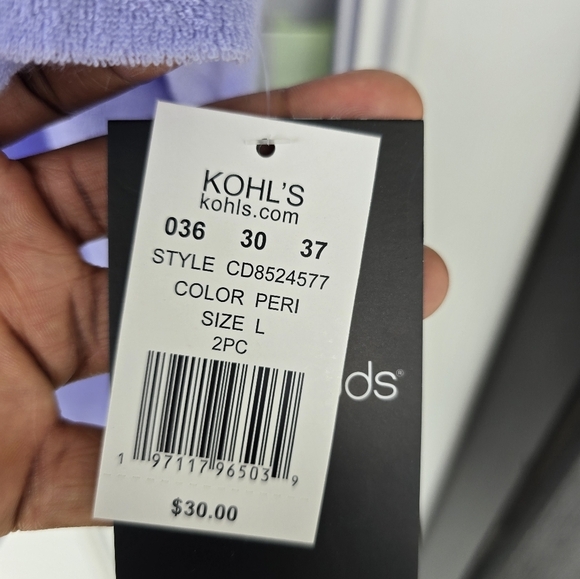 KOHL'S
kohls.com
036 30 37
STYLE CD8524577
COLOR PERI
SIZE L
2PC
1 97117 96503 9
$30.00
ds®